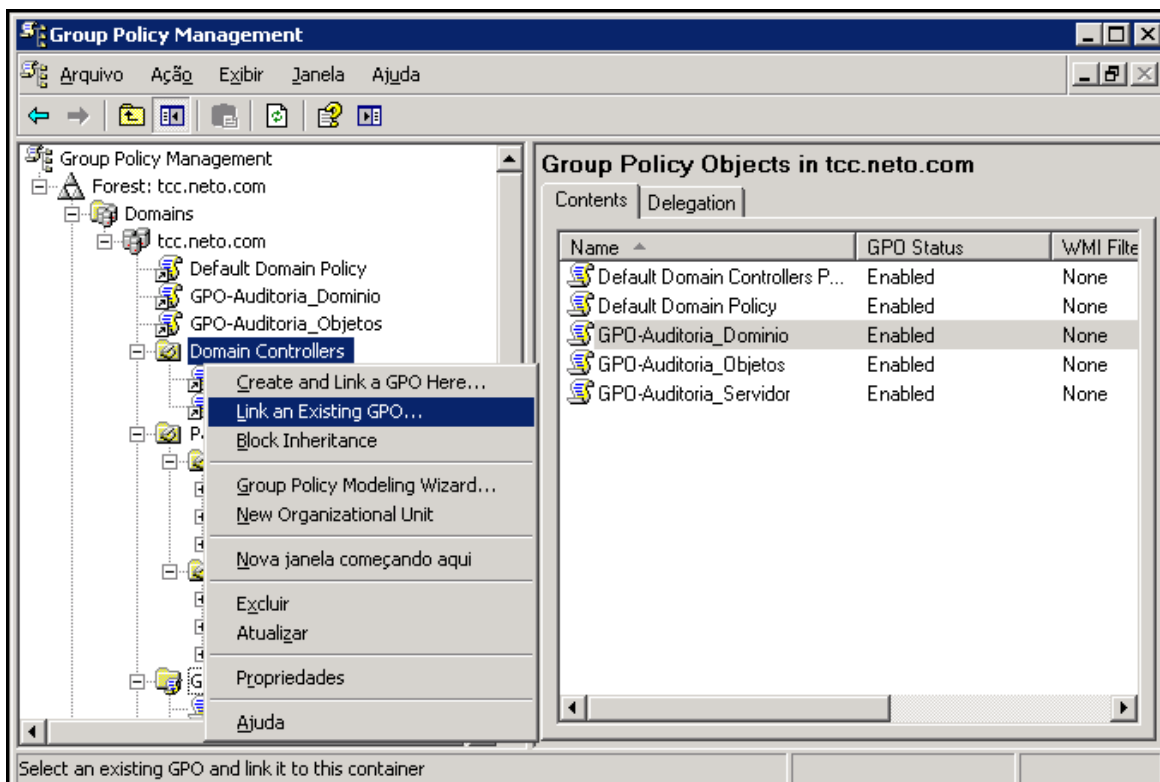 Group Policy Management
Arquivo Ação Exibir Janela Ajuda
Group Policy Management
Forest: tcc.neto.com
Domains
tcc.neto.com
Default Domain Policy
GPO-Auditoria_Dominio
GPO-Auditoria_Objetos
Domain Controllers
Create and Link a GPO Here...
Link an Existing GPO...
Block Inheritance
Group Policy Modeling Wizard...
New Organizational Unit
Nova janela começando aqui
Excluir
Atualizar
Propriedades
Ajuda
P
G
Group Policy Objects in tcc.neto.com
Contents Delegation
Name GPO Status WMI Filte
Default Domain Controllers P... Enabled None
Default Domain Policy Enabled None
GPO-Auditoria_Dominio Enabled None
GPO-Auditoria_Objetos Enabled None
GPO-Auditoria_Servidor Enabled None
Select an existing GPO and link it to this container